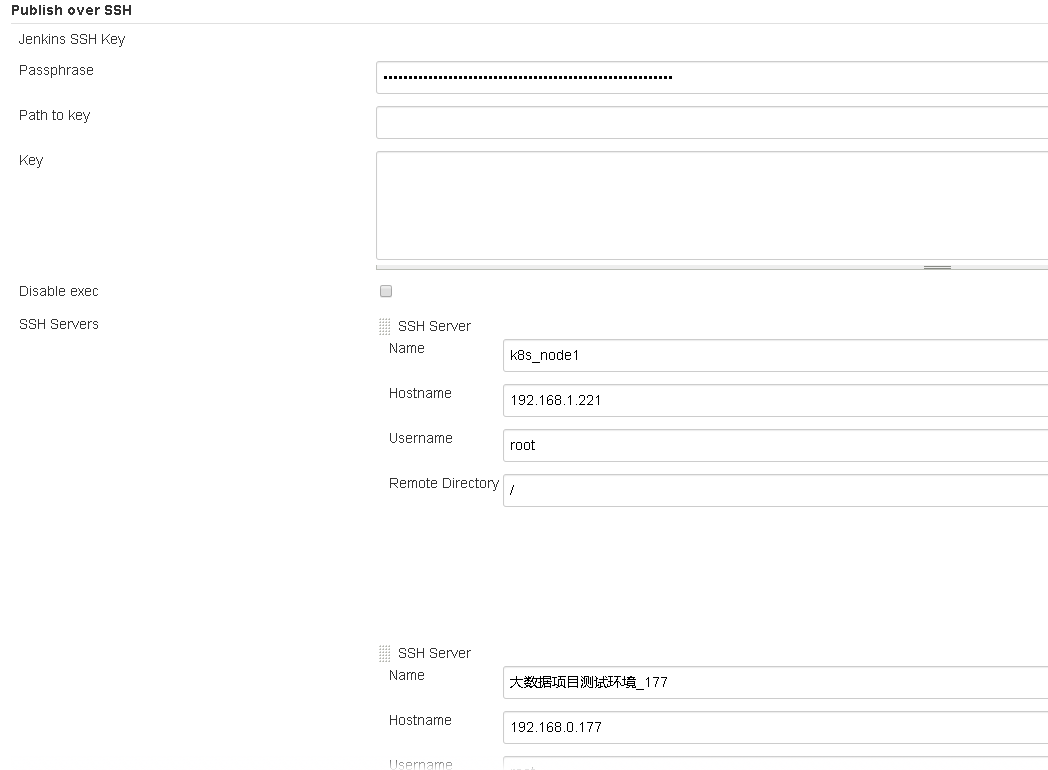 Publish over SSH
Jenkins SSH Key
Passphrase
Path to key
Key
Disable exec
SSH Servers
SSH Server
Name
k8s_node1
Hostname
192.168.1.221
Username
root
Remote Directory
/
SSH Server
Name
大数据项目测试环境_177
Hostname
192.168.0.177
Username